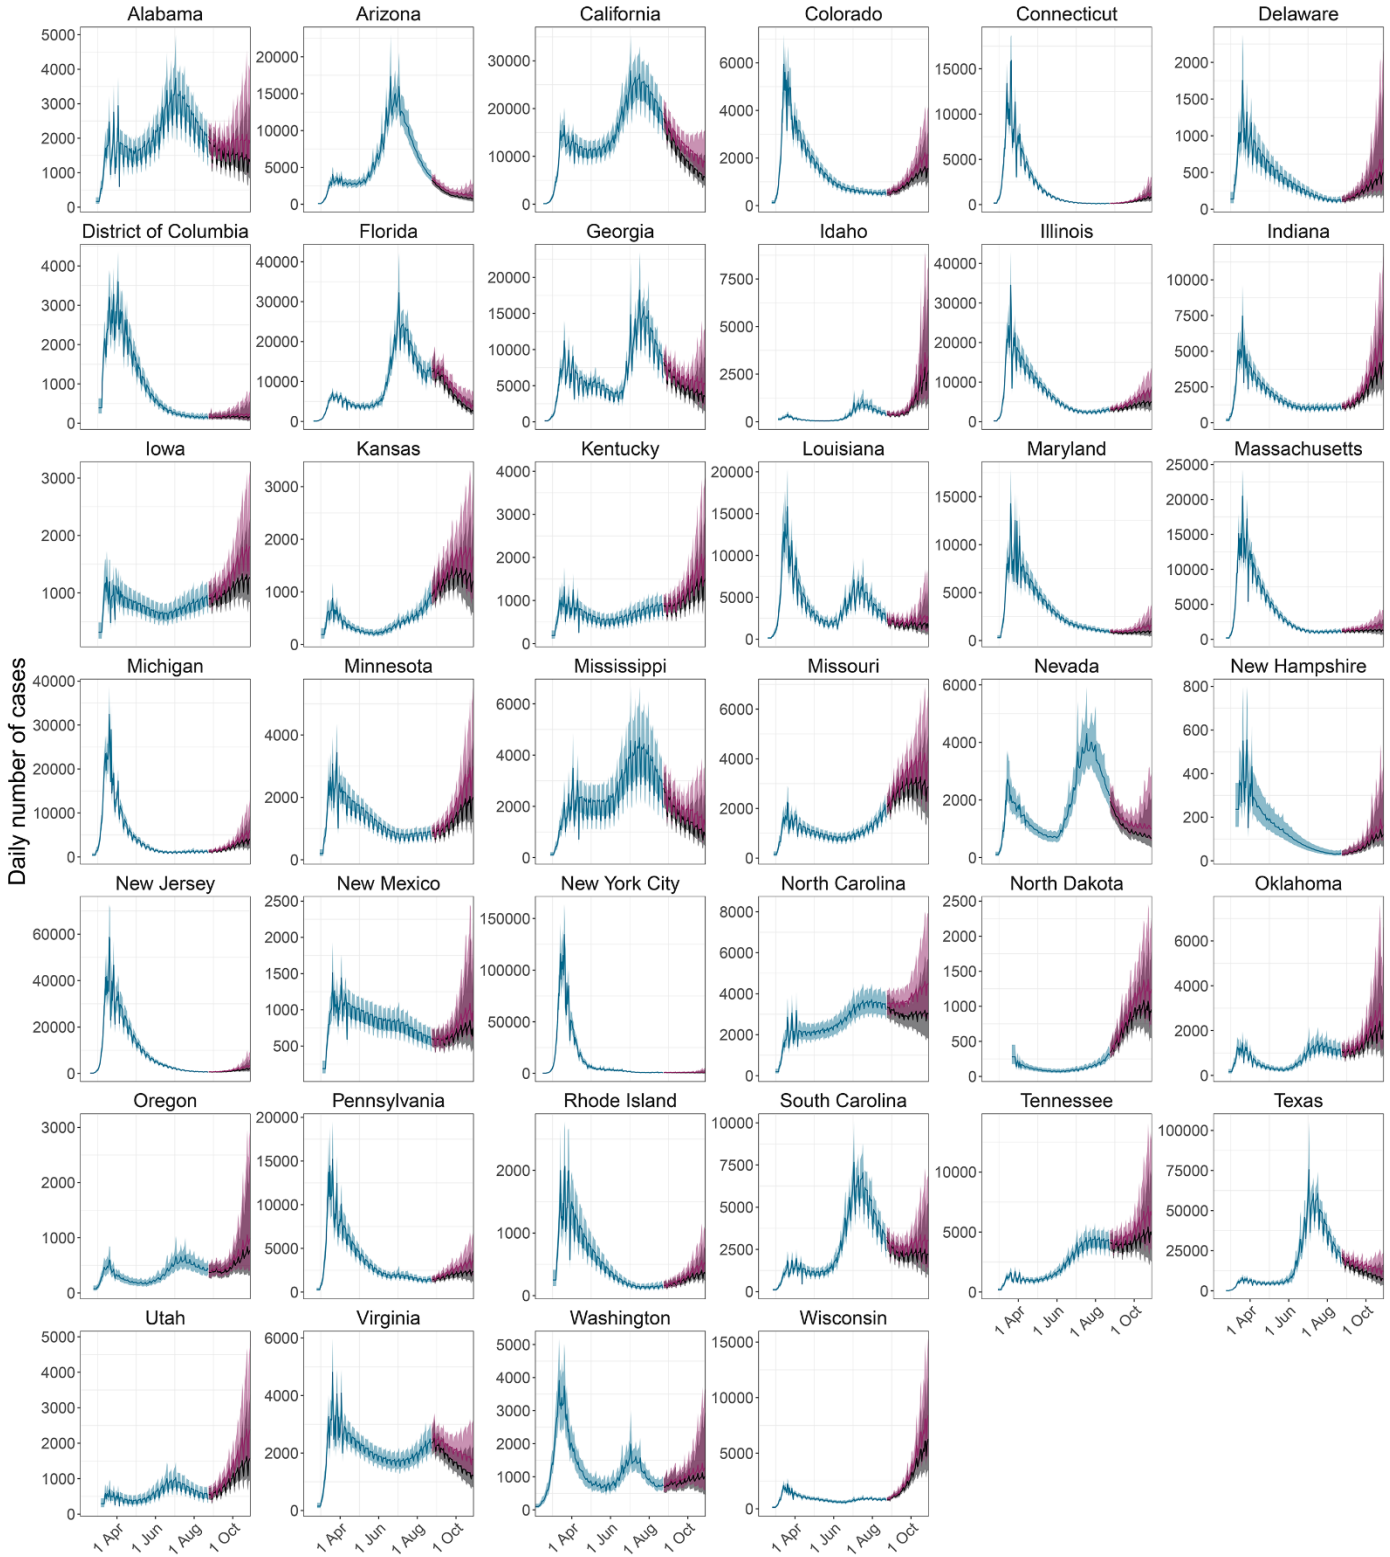 Daily number of cases
Alabama Arizona California Colorado Connecticut Delaware
5000 4000 3000 2000 1000 0
20000 15000 10000 5000 0
30000 20000 10000 0
6000 4000 2000 0
15000 10000 5000 0
2000 1500 1000 500 0
District of Columbia Florida Georgia Idaho Illinois Indiana
4000 3000 2000 1000 0
40000 30000 20000 10000 0
20000 15000 10000 5000 0
7500 5000 2500 0
40000 30000 20000 10000 0
10000 7500 5000 2500 0
Iowa Kansas Kentucky Louisiana Maryland Massachusetts
3000 2000 1000
3000 2000 1000 0
4000 3000 2000 1000 0
20000 15000 10000 5000 0
15000 10000 5000 0
25000 20000 15000 10000 5000 0
Michigan Minnesota Mississippi Missouri Nevada New Hampshire
40000 30000 20000 10000 0
4000 2000 0
6000 4000 2000 0
6000 4000 2000 0
6000 4000 2000 0
800 600 400 200 0
New Jersey New Mexico New York City North Carolina North Dakota Oklahoma
60000 40000 20000 0
2500 2000 1500 1000 500
150000 100000 50000 0
8000 6000 4000 2000 0
2500 2000 1500 1000 500 0
6000 4000 2000 0
Oregon Pennsylvania Rhode Island South Carolina Tennessee Texas
3000 2000 1000 0
20000 15000 10000 5000 0
2000 1000 0
10000 7500 5000 2500 0
10000 5000 0
100000 75000 50000 25000 0
1 Apr 1 Jun 1 Aug 1 Oct
1 Apr 1 Jun 1 Aug 1 Oct
Utah Virginia Washington Wisconsin
5000 4000 3000 2000 1000 0
6000 4000 2000 0
5000 4000 3000 2000 1000 0
15000 10000 5000 0
1 Apr 1 Jun 1 Aug 1 Oct
1 Apr 1 Jun 1 Aug 1 Oct
1 Apr 1 Jun 1 Aug 1 Oct
1 Apr 1 Jun 1 Aug 1 Oct